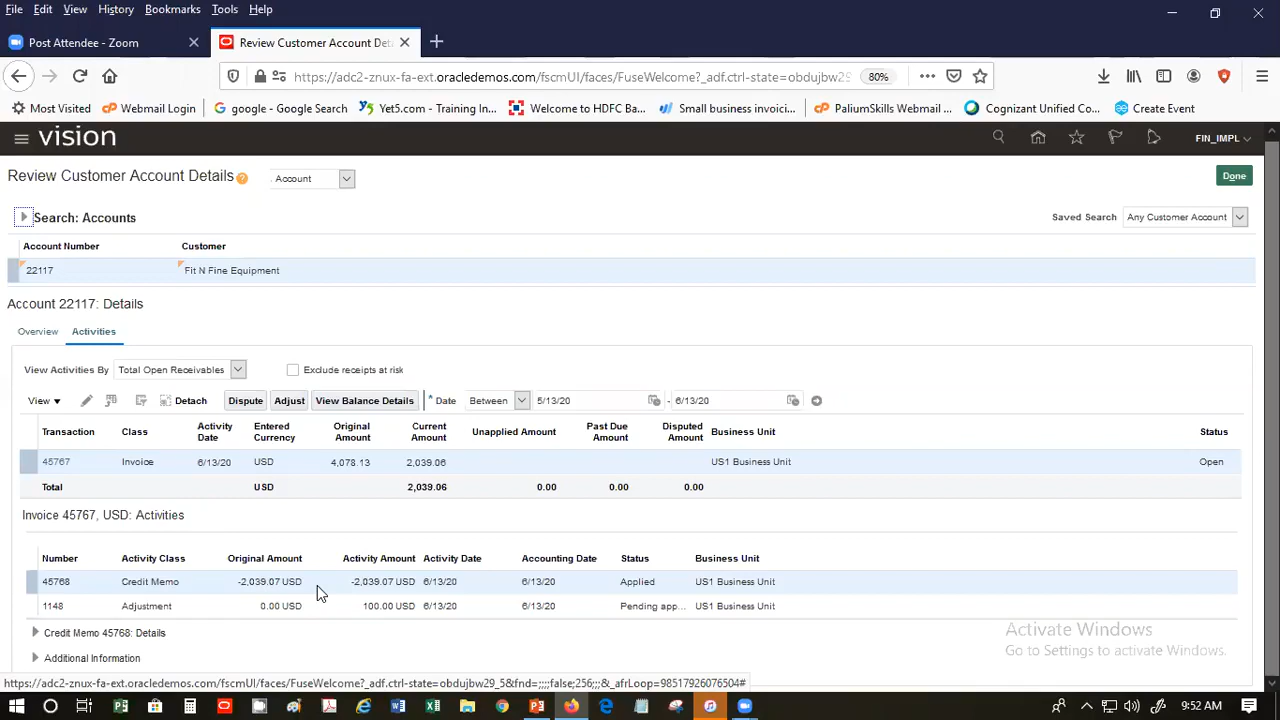 File Edit View History Bookmarks Tools Help
Post Attendee - Zoom
Review Customer Account Det
https://adc2-znux-fa-ext.oracledemos.com/fscmUI/faces/FuseWelcome?_adf.ctrl-state=obdujbw29 80%
Most Visited Webmail Login google - Google Search Yet5.com - Training In... Welcome to HDFC Ba... Small business invoici... PaliumSkills Webmail ... Cognizant Unified Co... Create Event
vision FIN_IMPL
Review Customer Account Details Account Done
Search: Accounts Saved Search Any Customer Account
Account Number Customer
22117 Fit N Fine Equipment
Account 22117: Details
Overview Activities
View Activities By Total Open Receivables Exclude receipts at risk
View Detach Dispute Adjust View Balance Details * Date Between 5/13/20 - 6/13/20
Transaction Class Activity Date Entered Currency Original Amount Current Amount Unapplied Amount Past Due Amount Disputed Amount Business Unit Status
45767 Invoice 6/13/20 USD 4,078.13 2,039.06 US1 Business Unit Open
Total USD 2,039.06 0.00 0.00 0.00
Invoice 45767, USD: Activities
Number Activity Class Original Amount Activity Amount Activity Date Accounting Date Status Business Unit
45768 Credit Memo -2,039.07 USD -2,039.07 USD 6/13/20 6/13/20 Applied US1 Business Unit
1148 Adjustment 0.00 USD 100.00 USD 6/13/20 6/13/20 Pending app... US1 Business Unit
Credit Memo 45768: Details
Additional Information
Activate Windows
Go to Settings to activate Windows.
https://adc2-znux-fa-ext.oracledemos.com/fscmUI/faces/FuseWelcome?_adf.ctrl-state=obdujbw29_5&fnd=;;;;false;256;;;&_afrLoop=98517926076504#
9:52 AM